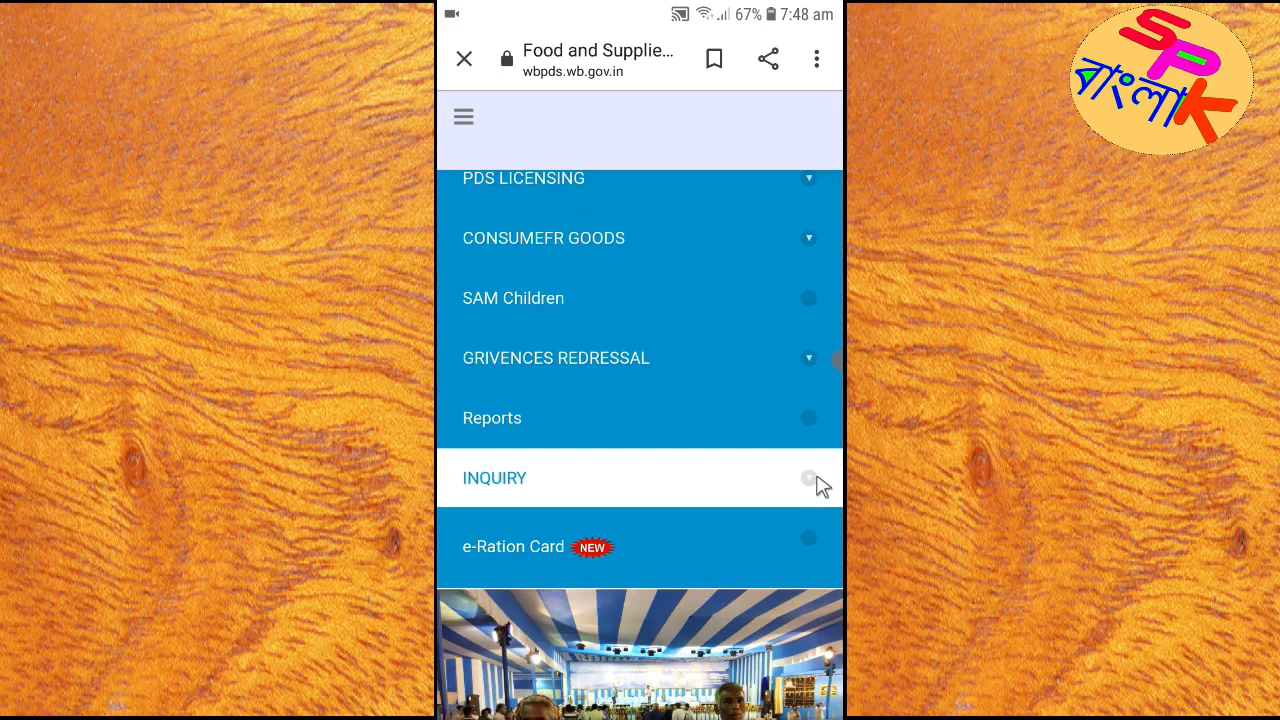 67% 7:48 am
Food and Supplie...
wbpds.wb.gov.in
SPK
বাংলা
PDS LICENSING
CONSUMEFR GOODS
SAM Children
GRIVENCES REDRESSAL
Reports
INQUIRY
e-Ration Card NEW